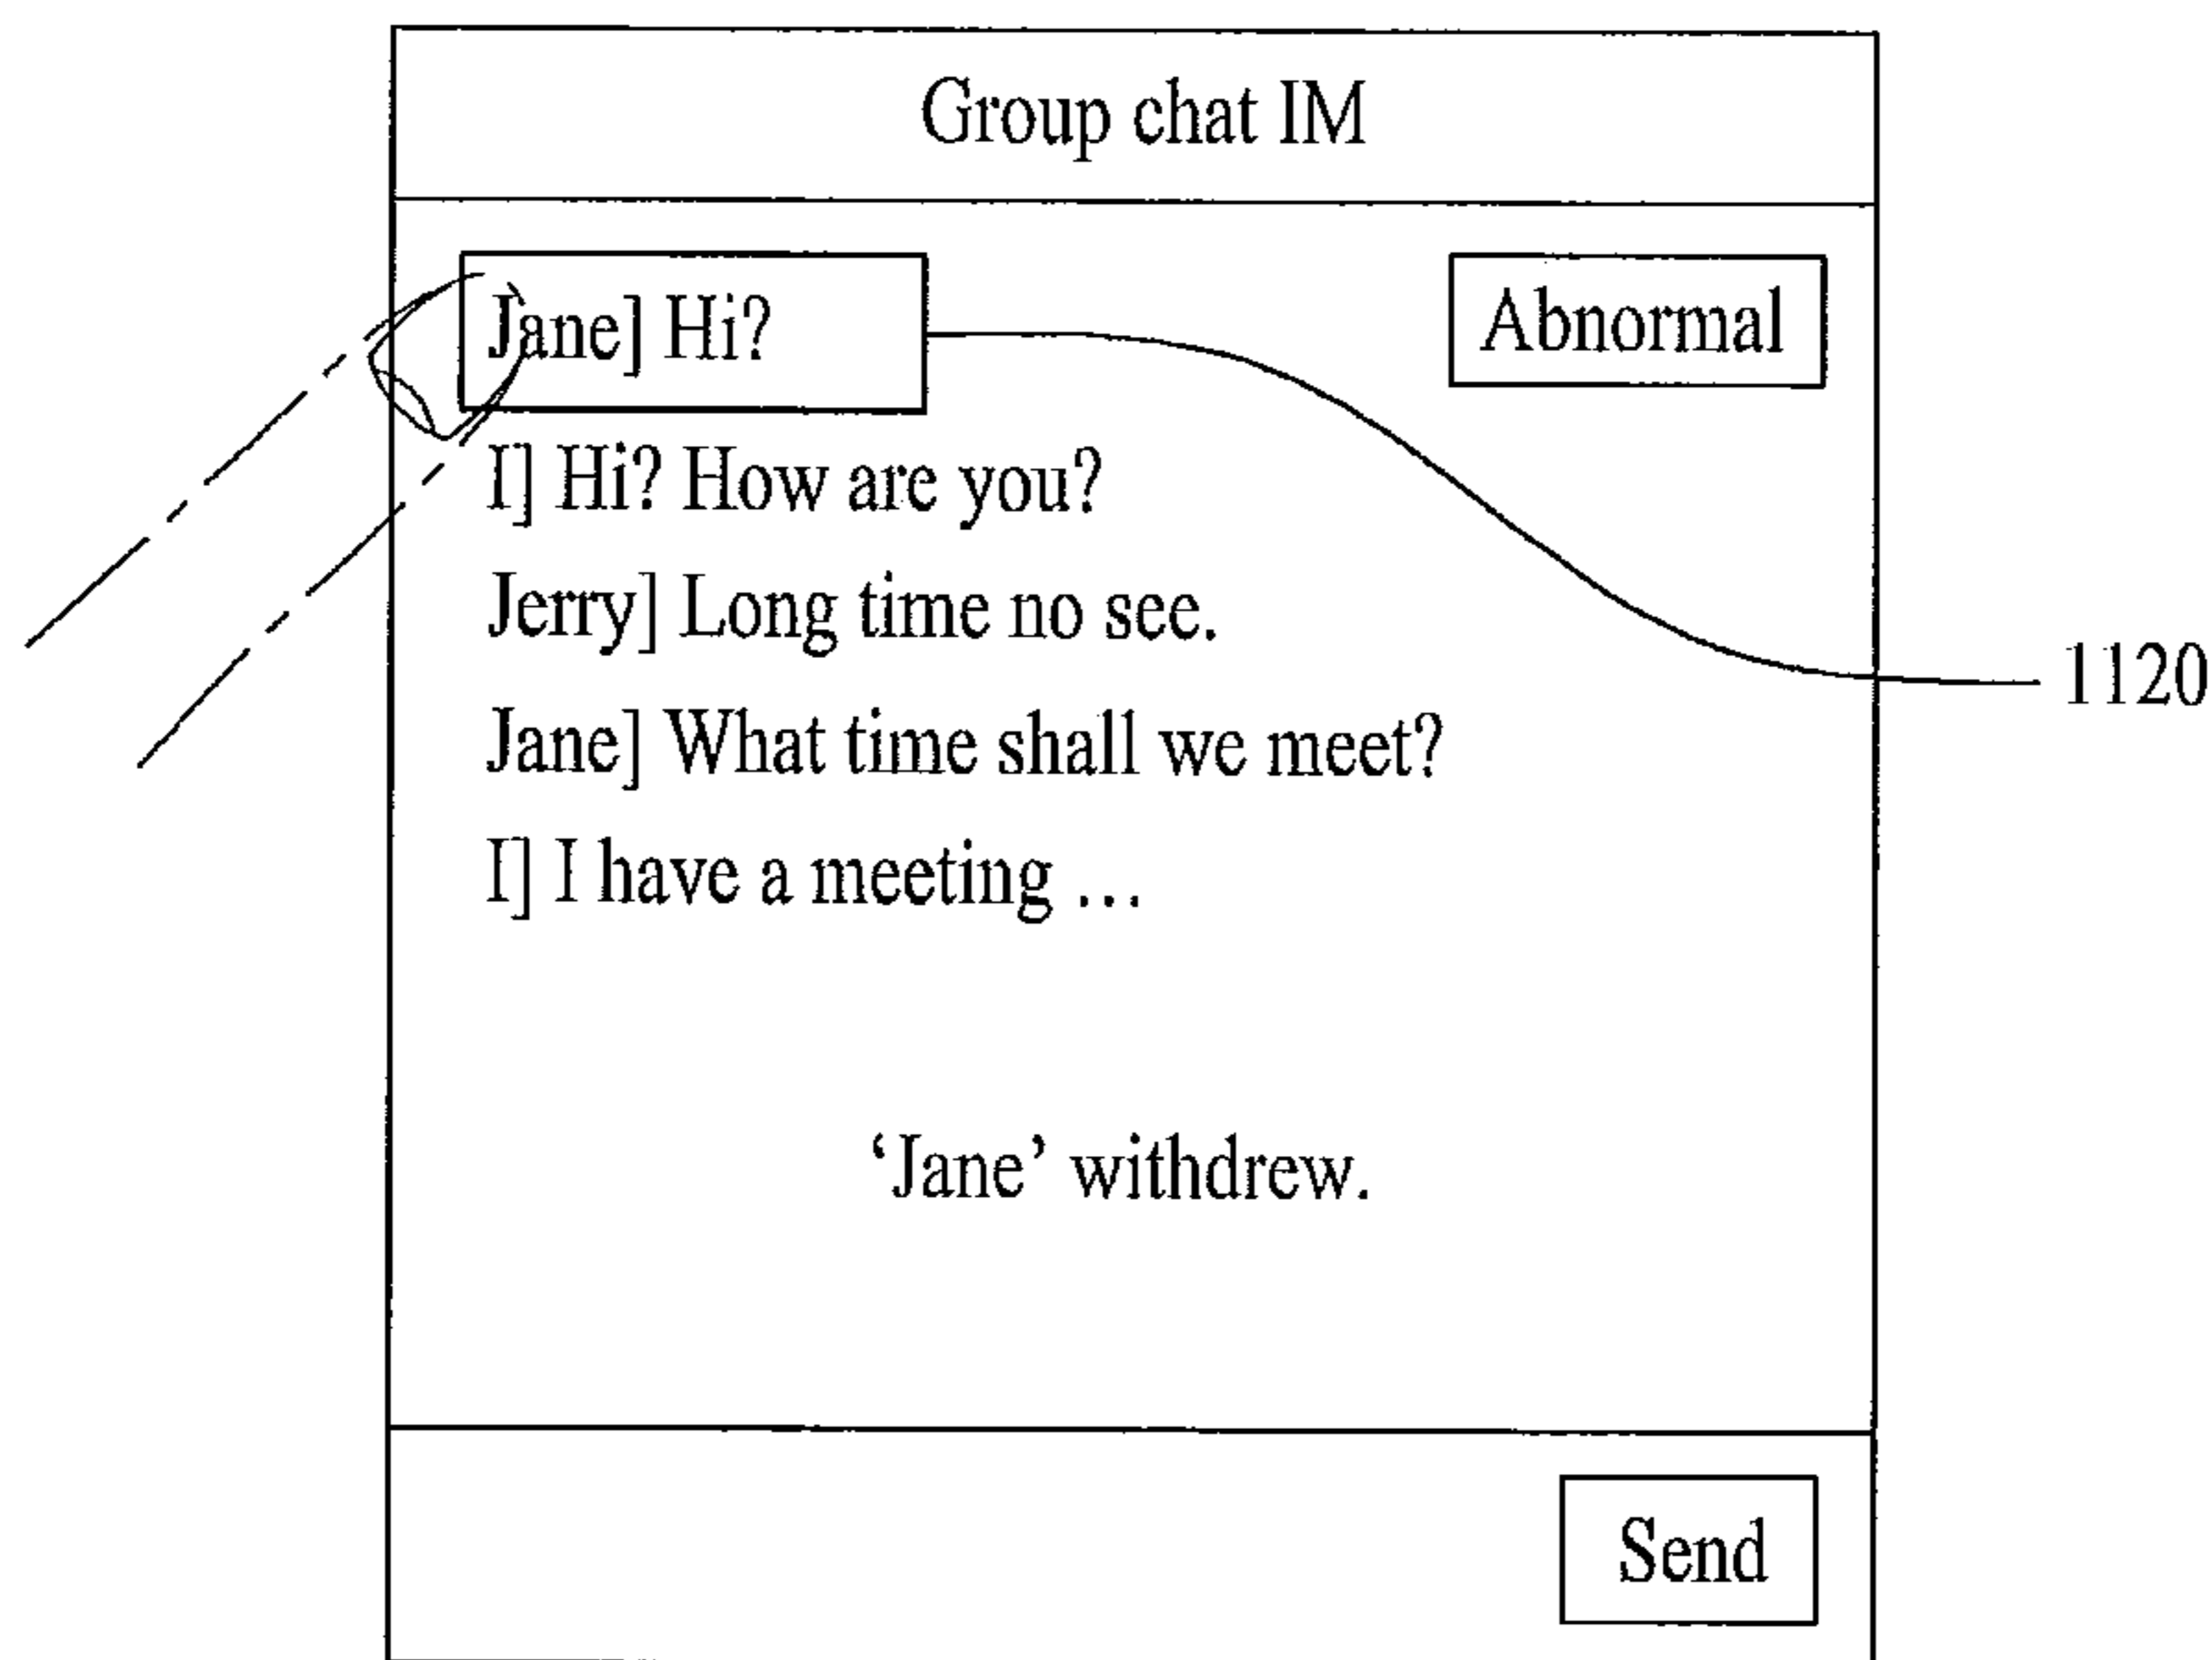 Group chat IM
Jane] Hi?
Abnormal
I] Hi? How are you?
Jerry] Long time no see.
1120
Jane] What time shall we meet?
I] I have a meeting ...
‘Jane’ withdrew.
Send